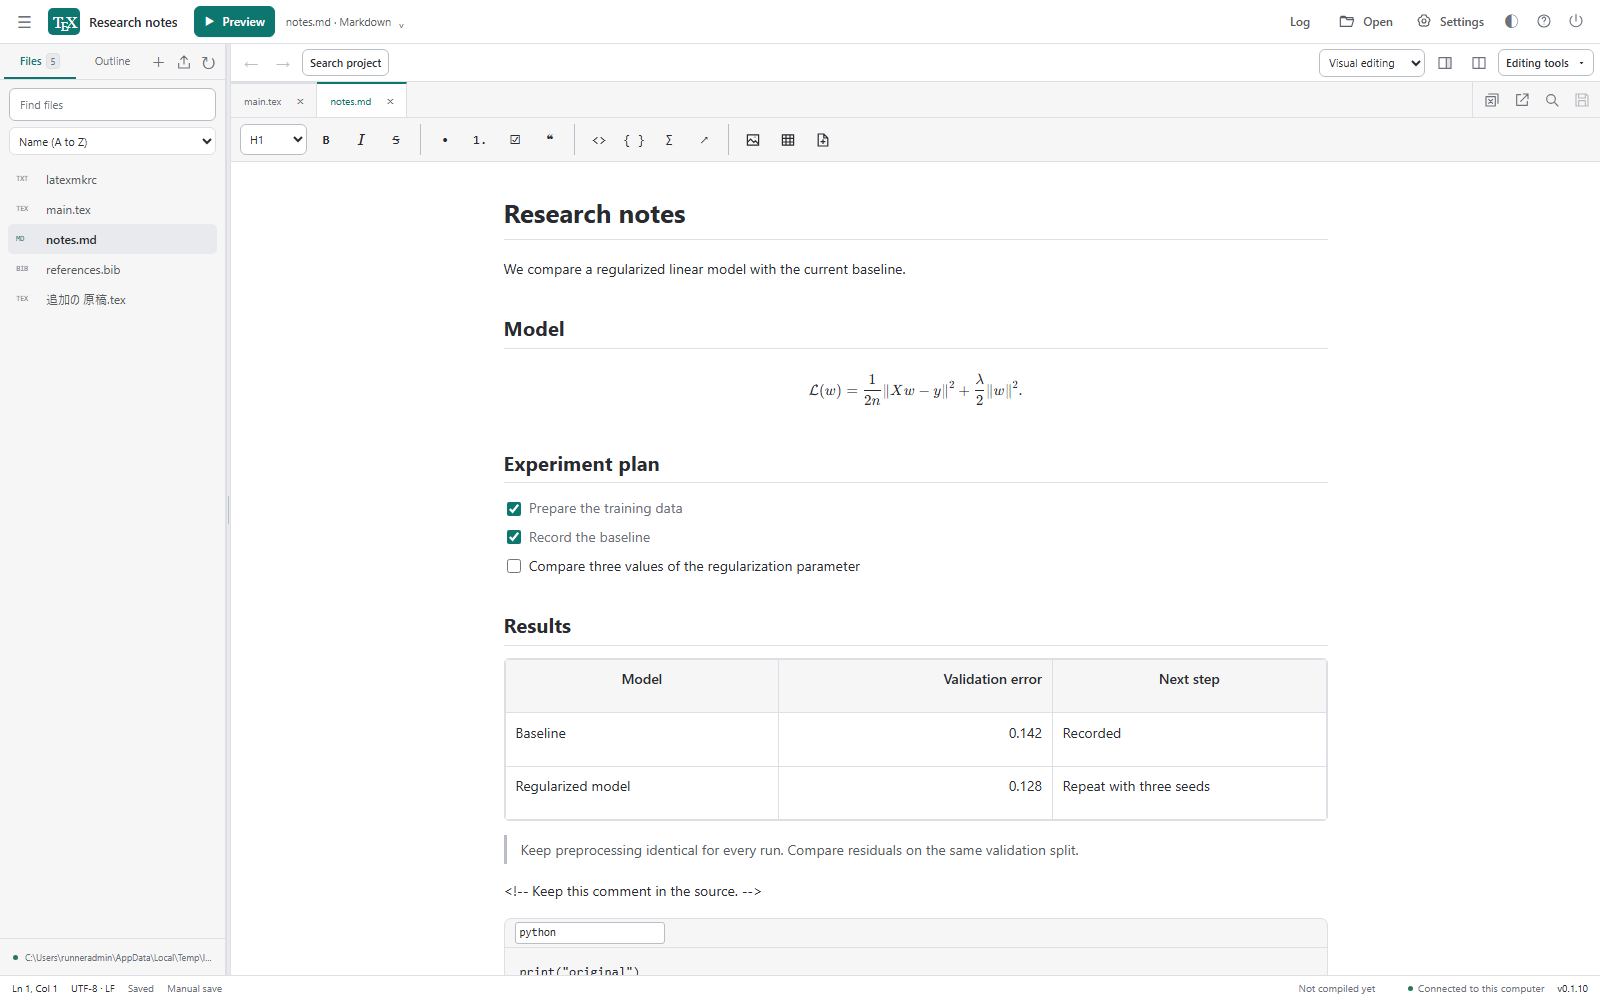 TEX Research notes Preview notes.md · Markdown Log Open Settings
Files 5 Outline
Search project Visual editing Editing tools
Find files
Name (A to Z)
TXT latexmkrc
TEX main.tex
MD notes.md
BIB references.bib
TEX 追加の 原稿.tex
C:\Users\runneradmin\AppData\Local\Temp\l...
main.tex × notes.md ×
H1 B I S • 1. ❝ <> { } Σ
Research notes
We compare a regularized linear model with the current baseline.
Model
ℒ(w) = 1/2n ‖Xw − y‖² + λ/2 ‖w‖².
Experiment plan
Prepare the training data
Record the baseline
Compare three values of the regularization parameter
Results
Model Validation error Next step
Baseline 0.142 Recorded
Regularized model 0.128 Repeat with three seeds
Keep preprocessing identical for every run. Compare residuals on the same validation split.
<!-- Keep this comment in the source. -->
python
print("original")
Ln 1, Col 1 UTF-8 · LF Saved Manual save Not compiled yet Connected to this computer v0.1.10